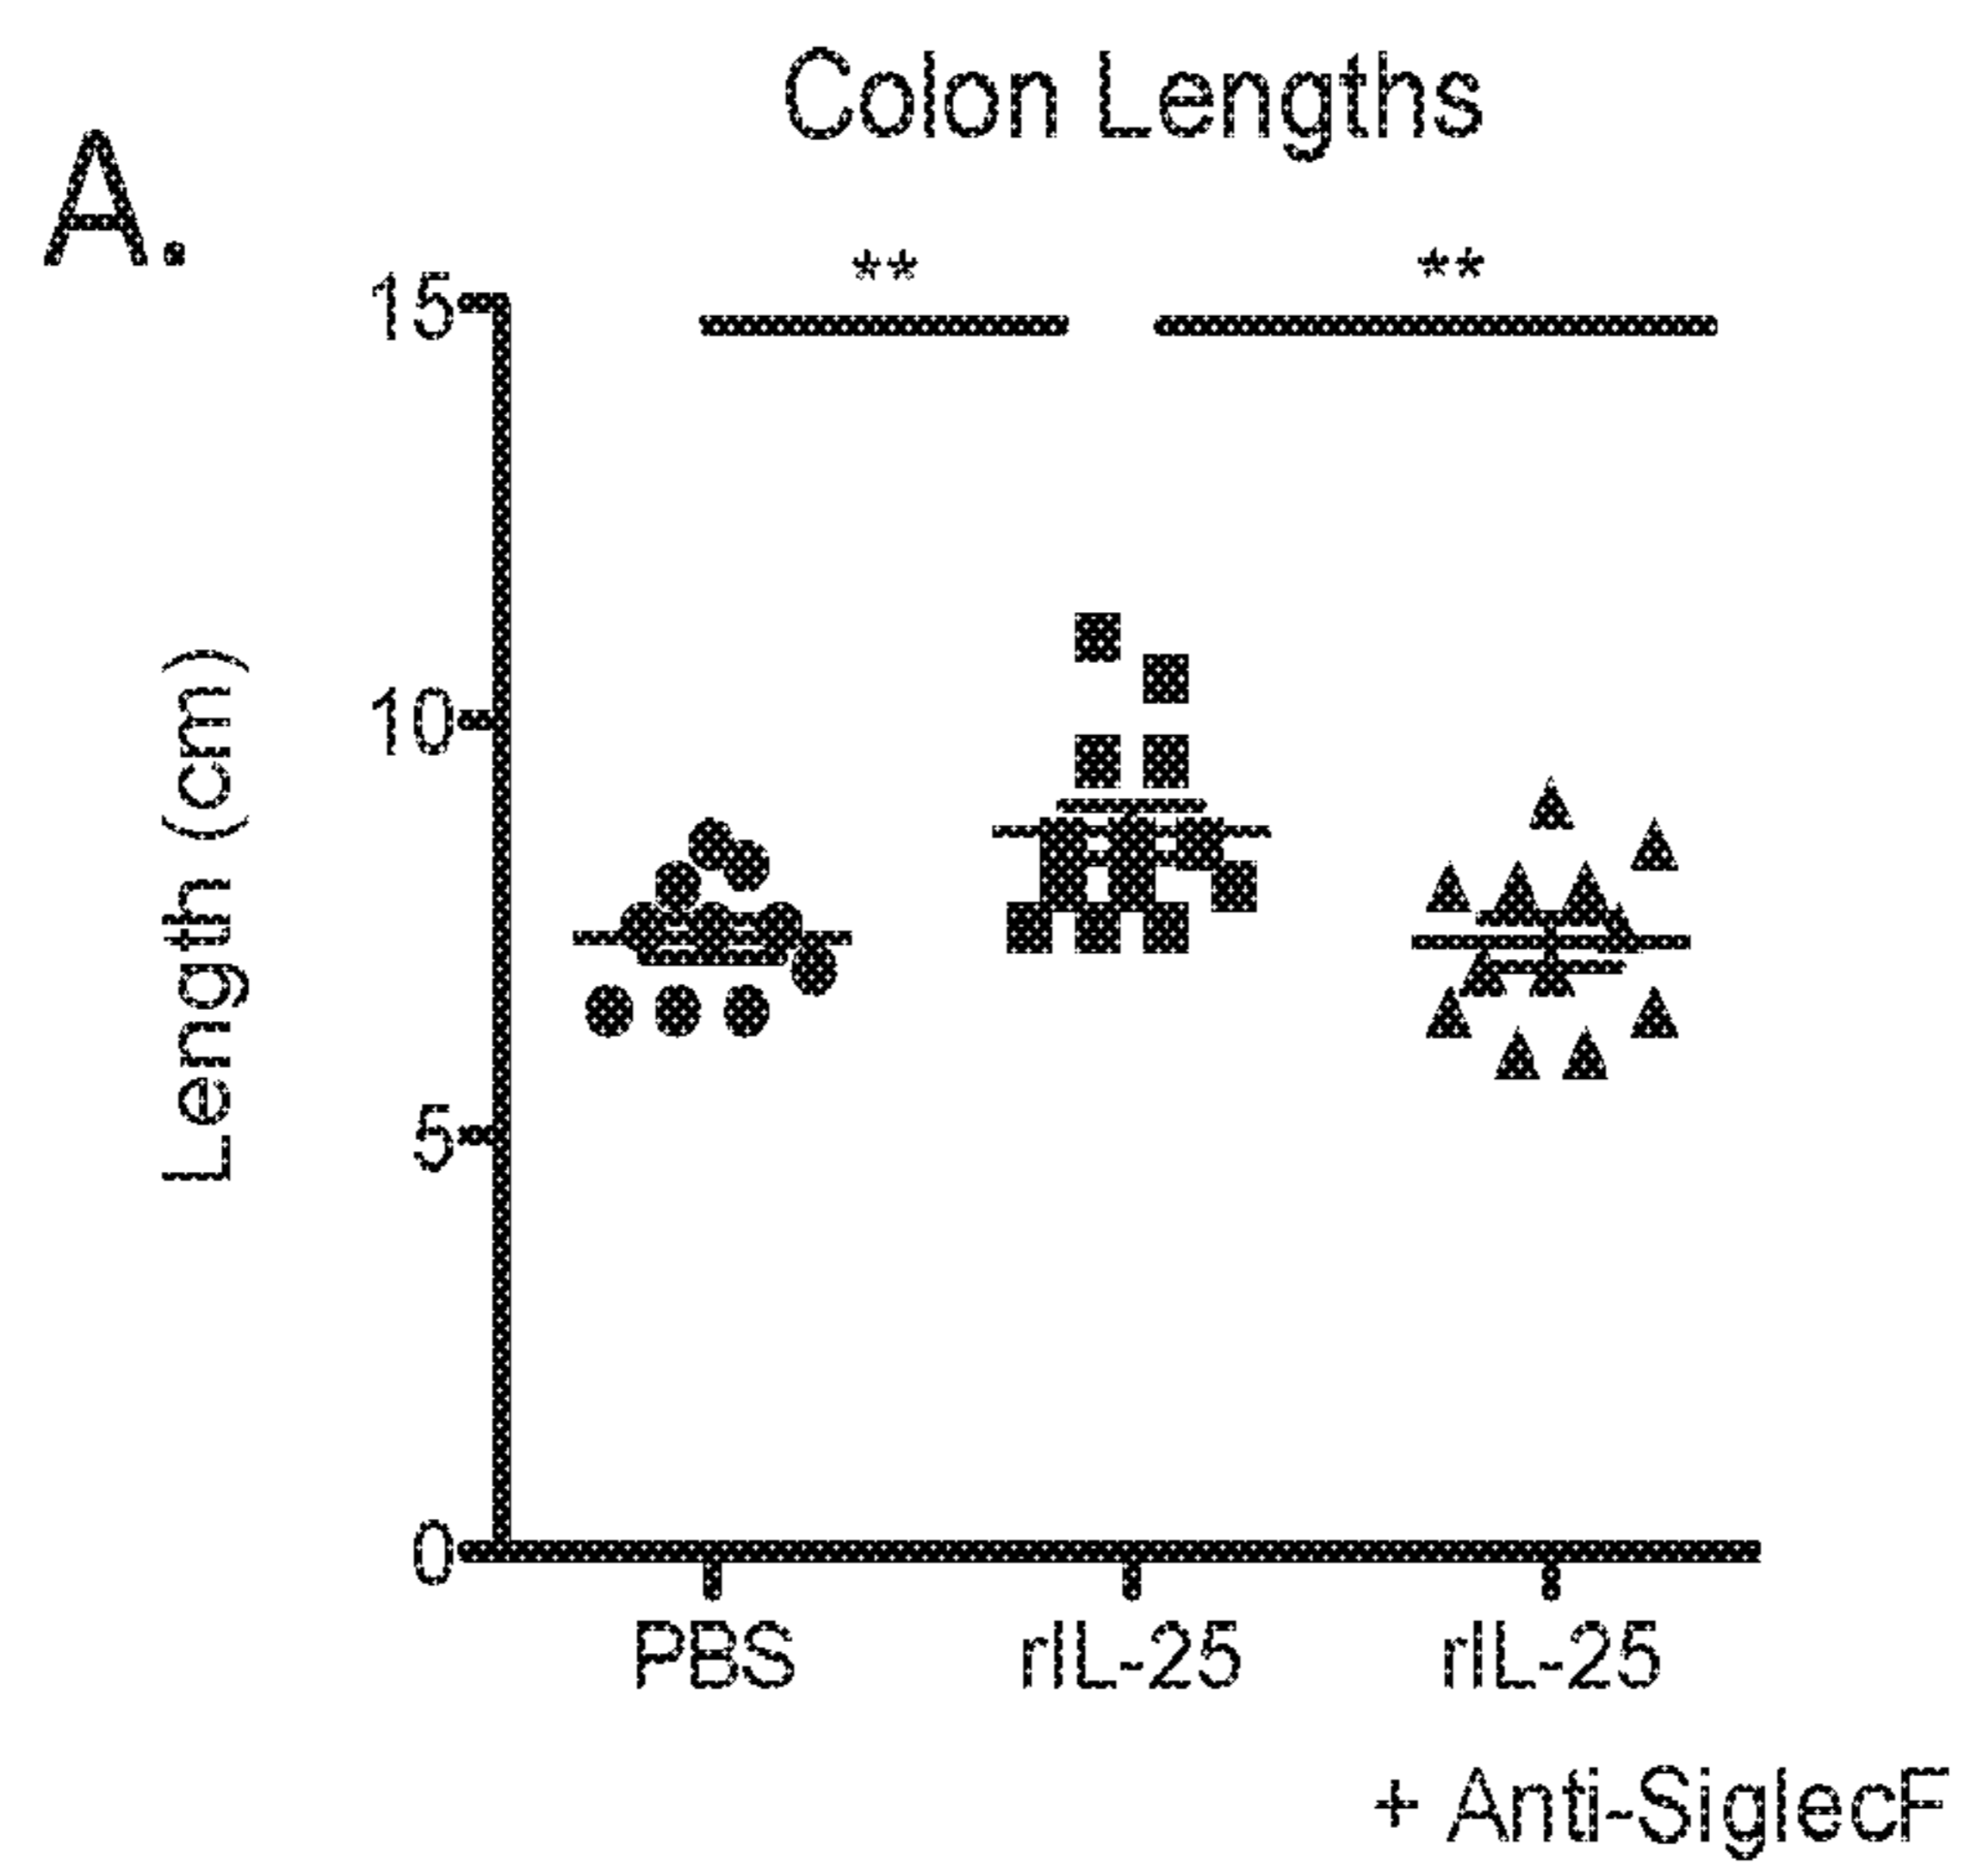 Colon Lengths
A.
** **
15
10
5
0
Length (cm)
PBS rIL-25 rIL-25
+ Anti-SiglecF